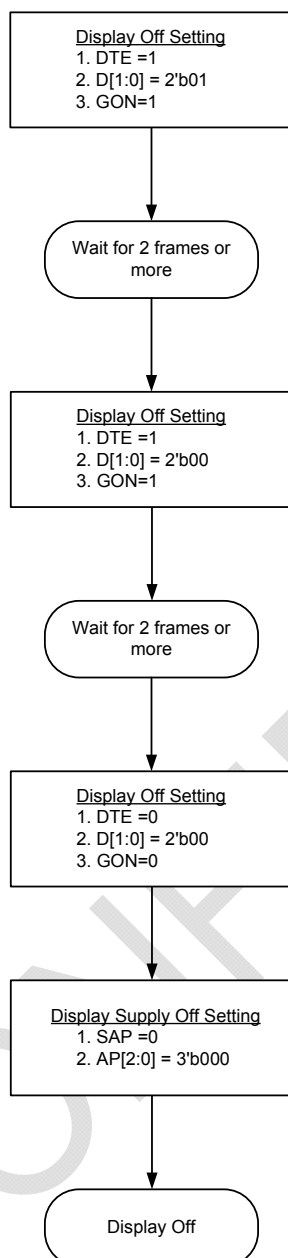 Display Off Setting
1. DTE =1
2. D[1:0] = 2'b01
3. GON=1
Wait for 2 frames or
more
Display Off Setting
1. DTE =1
2. D[1:0] = 2'b00
3. GON=1
Wait for 2 frames or
more
Display Off Setting
1. DTE =0
2. D[1:0] = 2'b00
3. GON=0
Display Supply Off Setting
1. SAP =0
2. AP[2:0] = 3'b000
Display Off